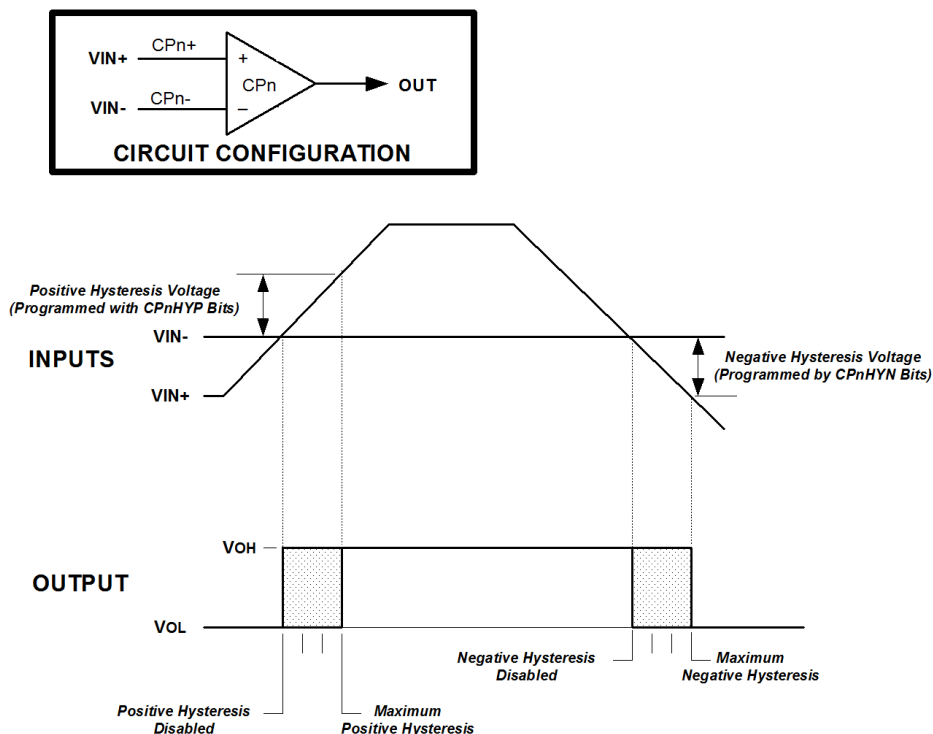 VIN+
CPn+
+
CPn
VIN-
CPn-
–
OUT
CIRCUIT CONFIGURATION
Positive Hysteresis Voltage
(Programmed with CPnHYP Bits)
VIN-
INPUTS
VIN+
Negative Hysteresis Voltage
(Programmed by CPnHYN Bits)
VOH
OUTPUT
VOL
Positive Hysteresis
Disabled
Maximum
Positive Hysteresis
Negative Hysteresis
Disabled
Maximum
Negative Hysteresis